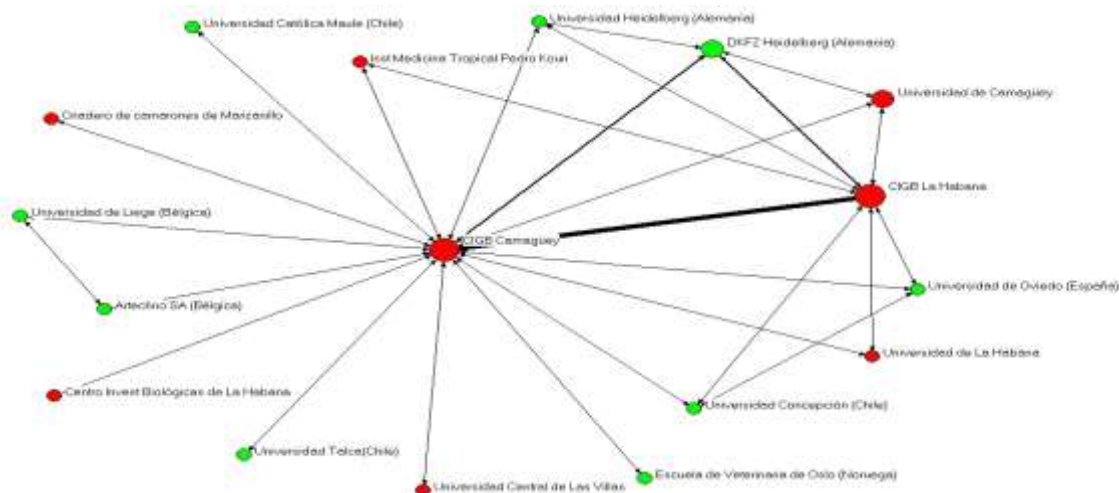 Universidad Heidelberg (Alemania)
Universidad Católica Maule (Chile)
DKFZ Heidelberg (Alemania)
Inst Medicine Tropical Pedro Kouri
Universidad de Camagüey
Criadero de camarones de Manzanillo
CIGB La Habana
Universidad de Liege (Bélgica)
CIGB Camagüey
Universidad de Oviedo (España)
Artechno SA (Bélgica)
Universidad de La Habana
Centro Invest Biológicas de La Habana
Universidad Concepción (Chile)
Universidad Talca(Chile)
Escuela de Veterinaria de Oslo (Noruega)
Universidad Central de Las Villas